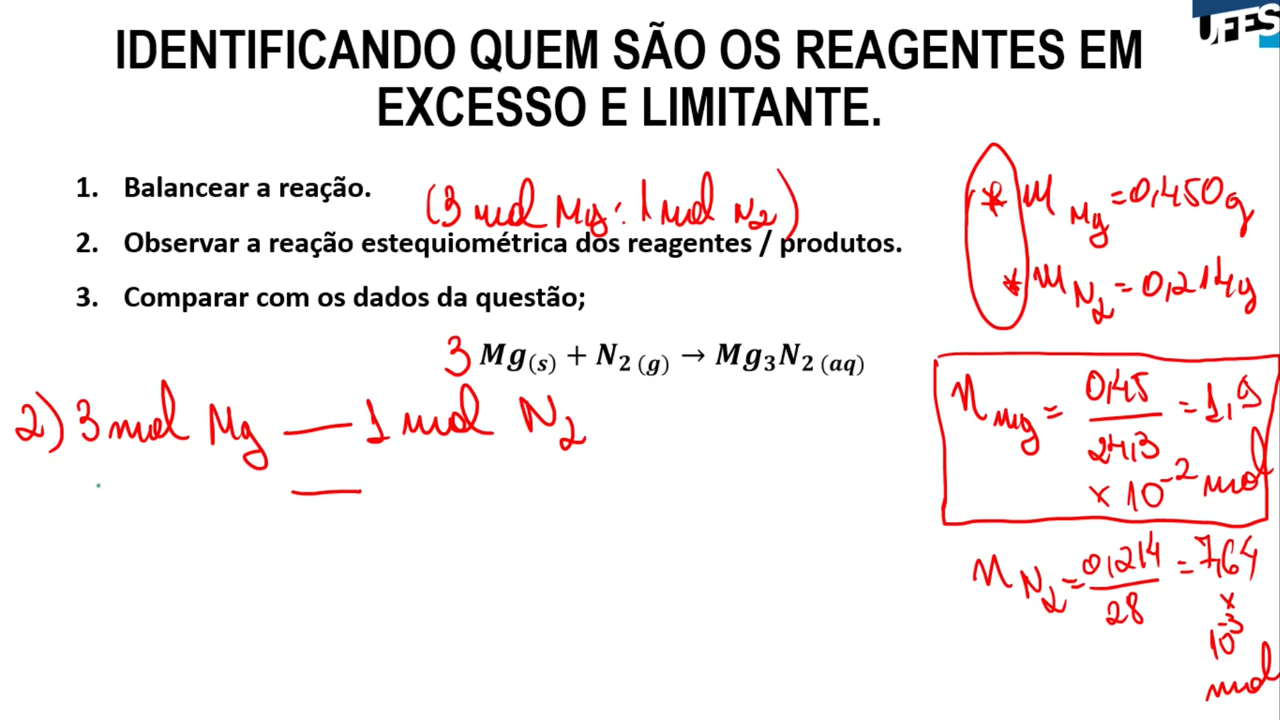 UFES
IDENTIFICANDO QUEM SÃO OS REAGENTES EM
EXCESSO E LIMITANTE.
1. Balancear a reação.
(3 mol Mg : 1 mol N₂)
2. Observar a reação estequiométrica dos reagentes / produtos.
3. Comparar com os dados da questão;
3 Mg(s) + N₂ (g) → Mg₃N₂ (aq)
2) 3 mol Mg — 1 mol N₂
—
* m Mg = 0,450g
* m N₂ = 0,214g
n Mg = 0,45 / 24,3 = 1,9
× 10⁻² mol
n N₂ = 0,214 / 28 = 7,64
×
10⁻³
mol